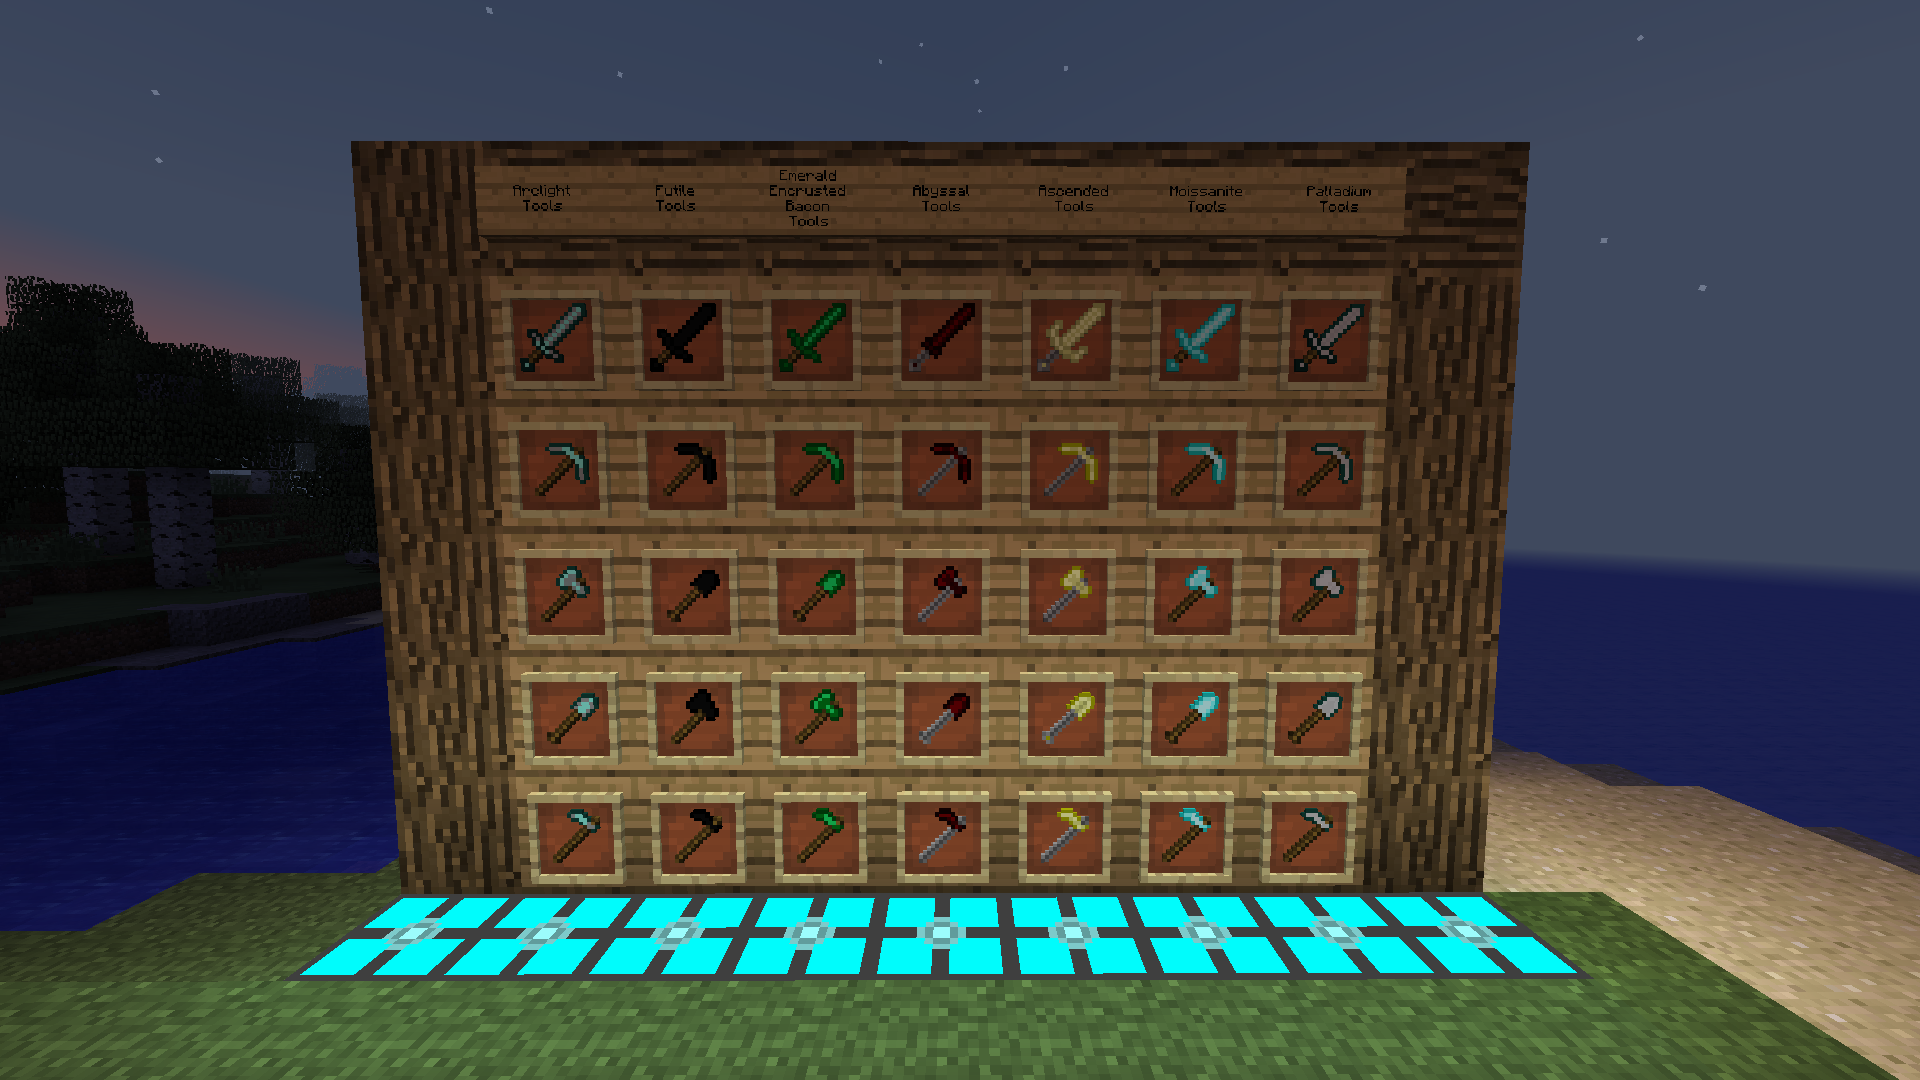 Arclight
Tools
Futile
Tools
Emerald
Encrusted
Bacon
Tools
Abyssal
Tools
Ascended
Tools
Moissanite
Tools
Palladium
Tools